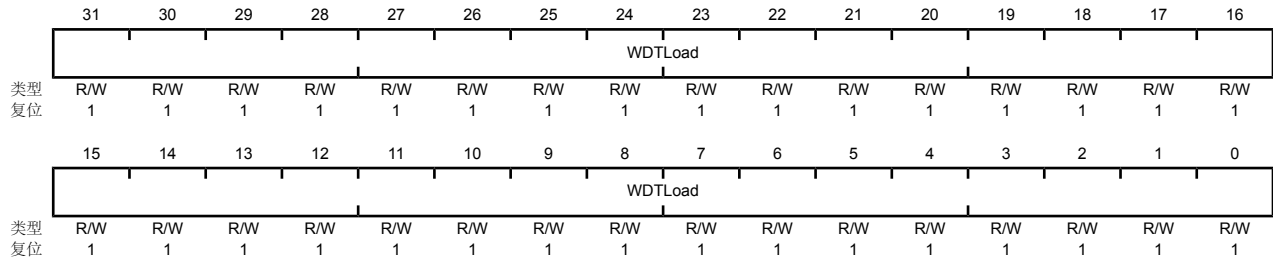 31 30 29 28 27 26 25 24 23 22 21 20 19 18 17 16
WDTLoad
类型 R/W R/W R/W R/W R/W R/W R/W R/W R/W R/W R/W R/W R/W R/W R/W R/W
复位 1 1 1 1 1 1 1 1 1 1 1 1 1 1 1 1
15 14 13 12 11 10 9 8 7 6 5 4 3 2 1 0
WDTLoad
类型 R/W R/W R/W R/W R/W R/W R/W R/W R/W R/W R/W R/W R/W R/W R/W R/W
复位 1 1 1 1 1 1 1 1 1 1 1 1 1 1 1 1